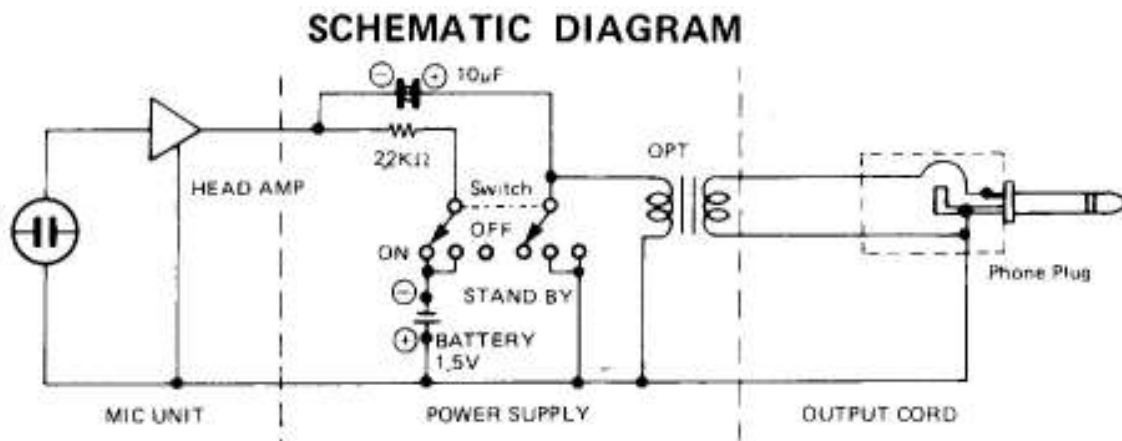 SCHEMATIC DIAGRAM
⊖ ⊕ 10µF
22KΩ
HEAD AMP
OPT
Switch
OFF
ON
STAND BY
⊖
⊕ BATTERY
1.5V
Phone Plug
MIC UNIT
POWER SUPPLY
OUTPUT CORD